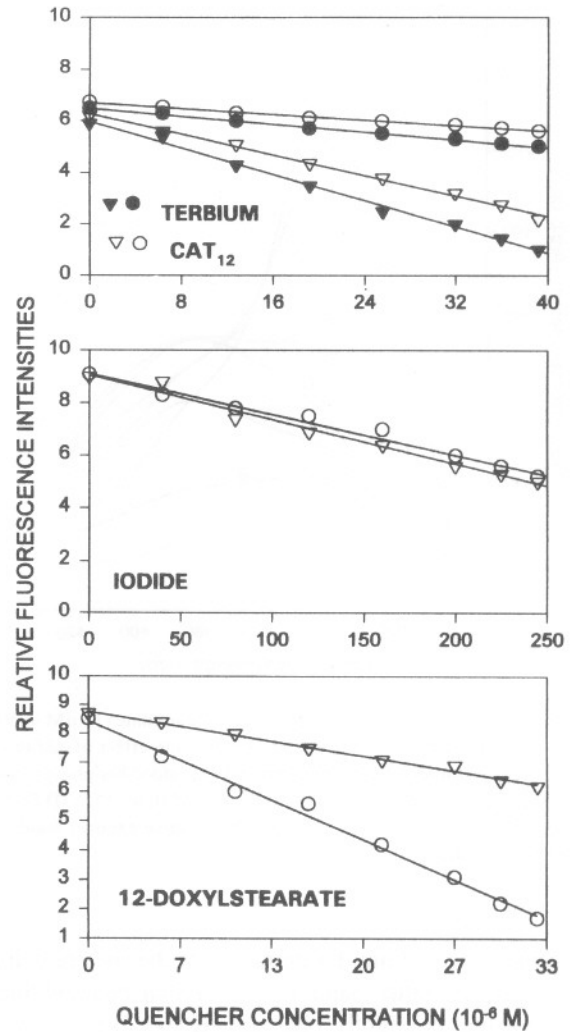 RELATIVE FLUORESCENCE INTENSITIES
10
8
6
4
2
0
▼ ● TERBIUM
▽ ○ CAT₁₂
0 8 16 24 32 40
10
8
6
4
2
0
IODIDE
0 50 100 150 200 250
10
9
8
7
6
5
4
3
2
1
12-DOXYLSTEARATE
0 7 13 20 27 33
QUENCHER CONCENTRATION (10⁻⁶ M)